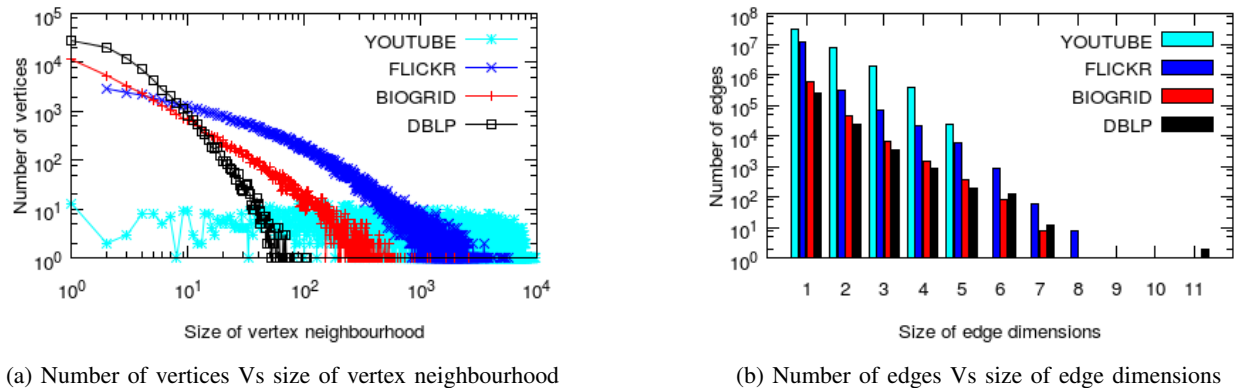 Number of vertices
10^5
10^4
10^3
10^2
10^1
10^0
YOUTUBE
FLICKR
BIOGRID
DBLP
10^0 10^1 10^2 10^3 10^4
Size of vertex neighbourhood
(a) Number of vertices Vs size of vertex neighbourhood
Number of edges
10^8
10^7
10^6
10^5
10^4
10^3
10^2
10^1
10^0
YOUTUBE
FLICKR
BIOGRID
DBLP
1 2 3 4 5 6 7 8 9 10 11
Size of edge dimensions
(b) Number of edges Vs size of edge dimensions